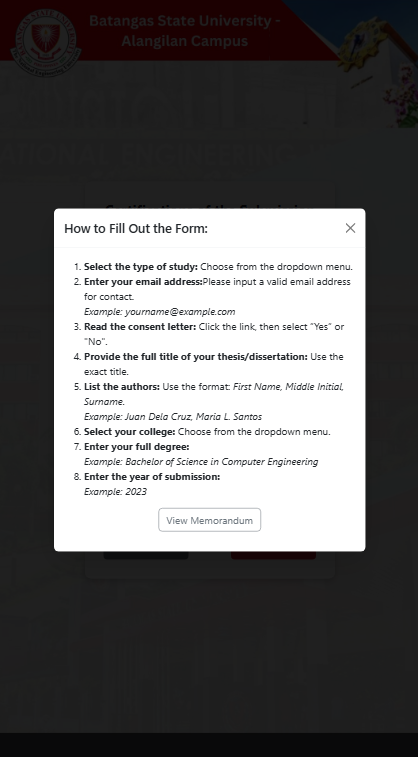 Batangas State University -
Alangilan Campus
How to Fill Out the Form:
1. Select the type of study: Choose from the dropdown menu.
2. Enter your email address:Please input a valid email address
for contact.
Example: yourname@example.com
3. Read the consent letter: Click the link, then select "Yes" or
"No".
4. Provide the full title of your thesis/dissertation: Use the
exact title.
5. List the authors: Use the format: First Name, Middle Initial,
Surname.
Example: Juan Dela Cruz, Maria L. Santos
6. Select your college: Choose from the dropdown menu.
7. Enter your full degree:
Example: Bachelor of Science in Computer Engineering
8. Enter the year of submission:
Example: 2023
View Memorandum